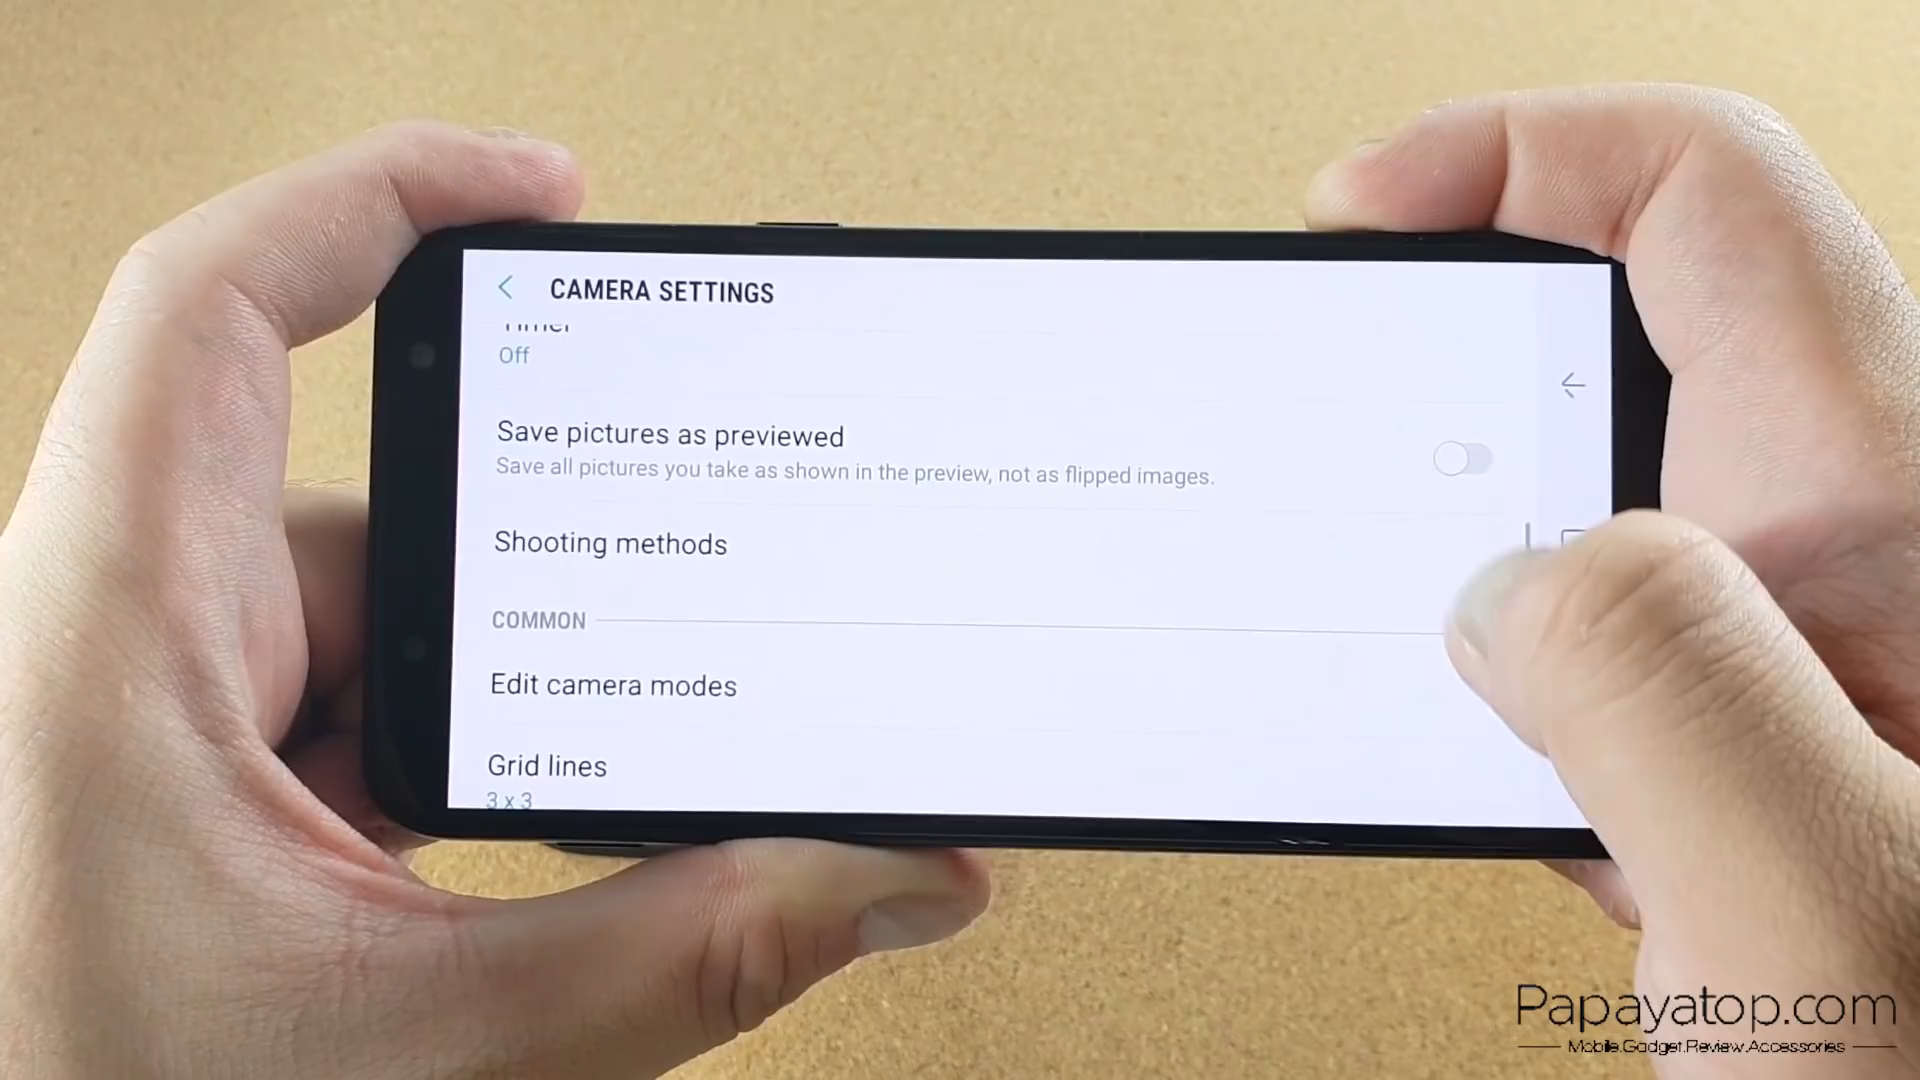 CAMERA SETTINGS
Timer
Off
Save pictures as previewed
Save all pictures you take as shown in the preview, not as flipped images.
Shooting methods
COMMON
Edit camera modes
Grid lines
3 x 3
Papayatop.com
Mobile.Gadget.Review.Accessories